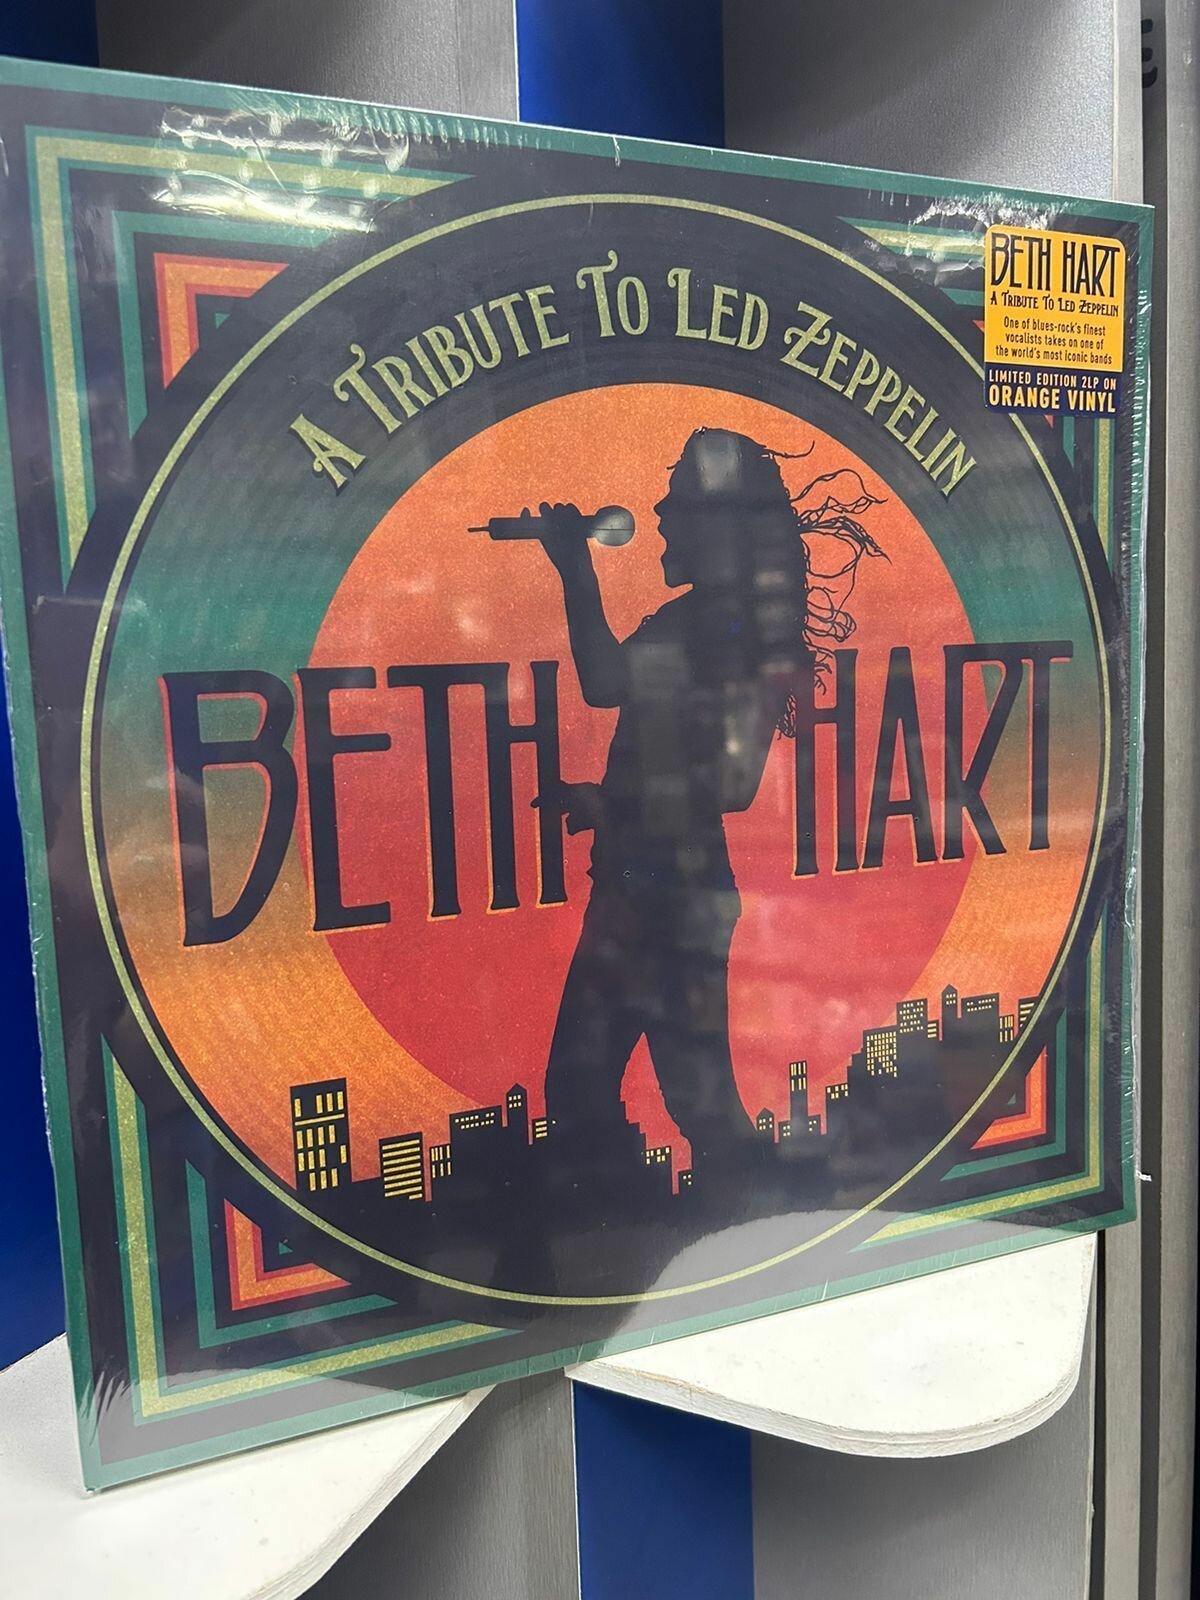 A TRIBUTE TO LED ZEPPELIN
BETH HART
BETH HART
A TRIBUTE TO LED ZEPPELIN
One of blues-rock's finest
vocalists takes on one of
the world's most iconic bands
LIMITED EDITION 2LP ON
ORANGE VINYL